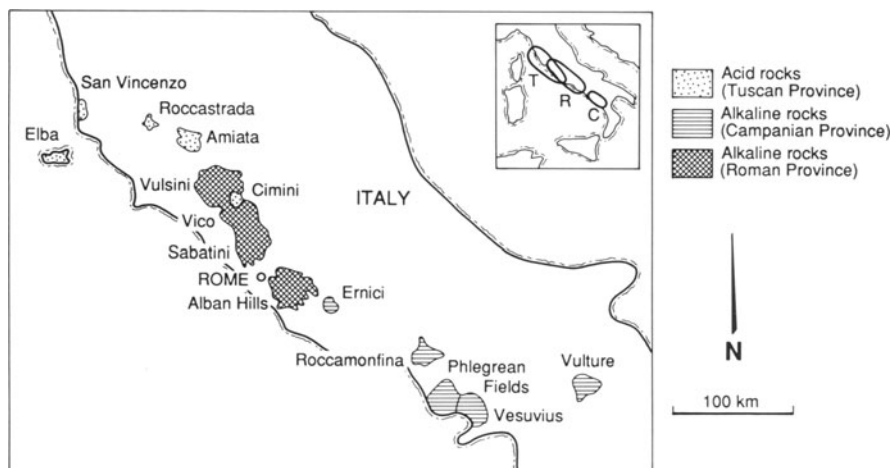 San Vincenzo
Roccastrada
Elba
Amiata
Vulsini
Cimini
ITALY
Vico
Sabatini
ROME
Alban Hills
Ernici
Roccamonfina
Phlegrean
Fields
Vulture
Vesuvius
T
R
C
Acid rocks
(Tuscan Province)
Alkaline rocks
(Campanian Province)
Alkaline rocks
(Roman Province)
N
100 km